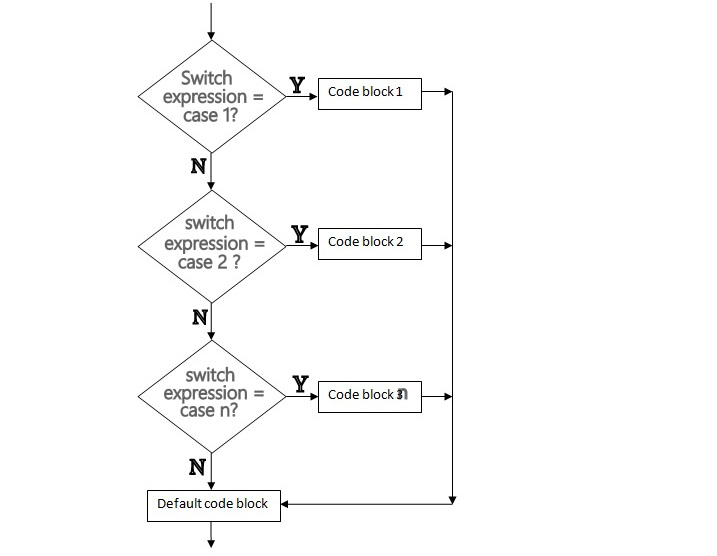 Switch
expression =
case 1?
Y
Code block 1
N
switch
expression =
case 2 ?
Y
Code block 2
N
switch
expression =
case n?
Y
Code block n
N
Default code block